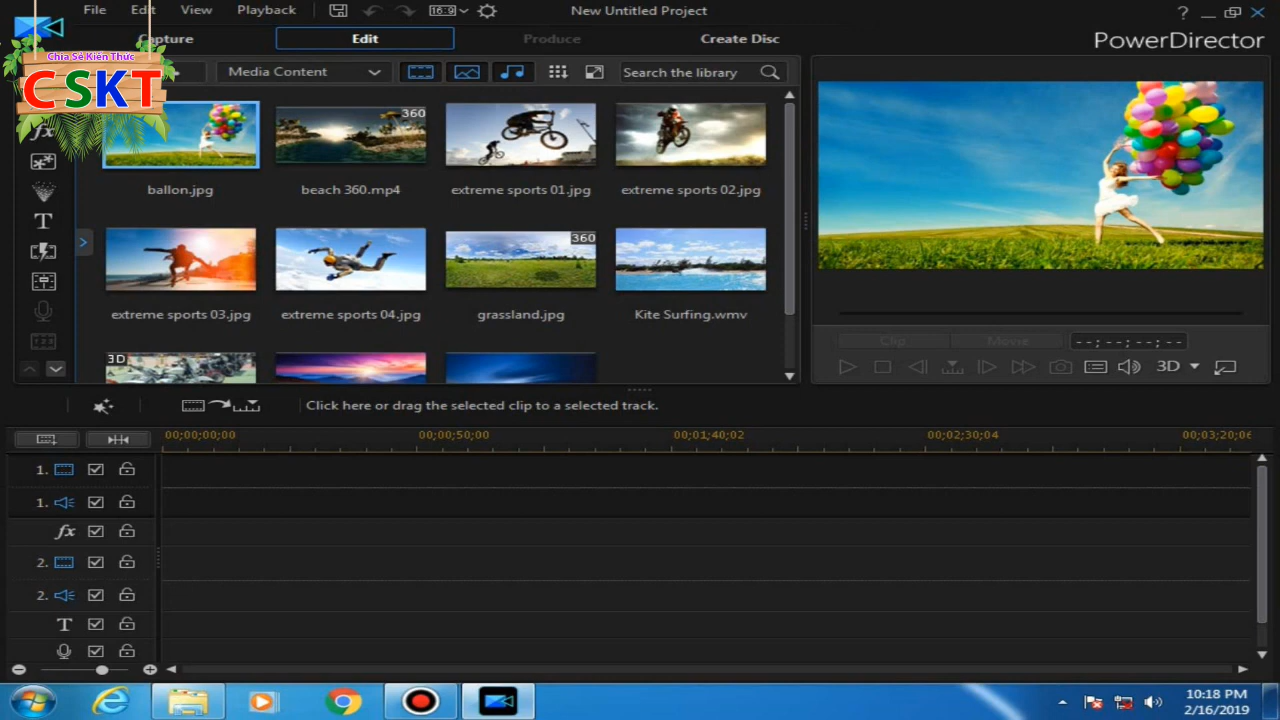 File Edit View Playback 16:9 New Untitled Project ?
Capture Edit Produce Create Disc PowerDirector
Chia Sẻ Kiến Thức
CSKT
Media Content Search the library
360
ballon.jpg beach 360.mp4 extreme sports 01.jpg extreme sports 02.jpg
360
extreme sports 03.jpg extreme sports 04.jpg grassland.jpg Kite Surfing.wmv
3D
Clip Movie --;--;--;--
3D
Click here or drag the selected clip to a selected track.
00;00;00;00 00;00;50;00 00;01;40;02 00;02;30;04 00;03;20;06
1.
1.
fx
2.
2.
T
10:18 PM
2/16/2019